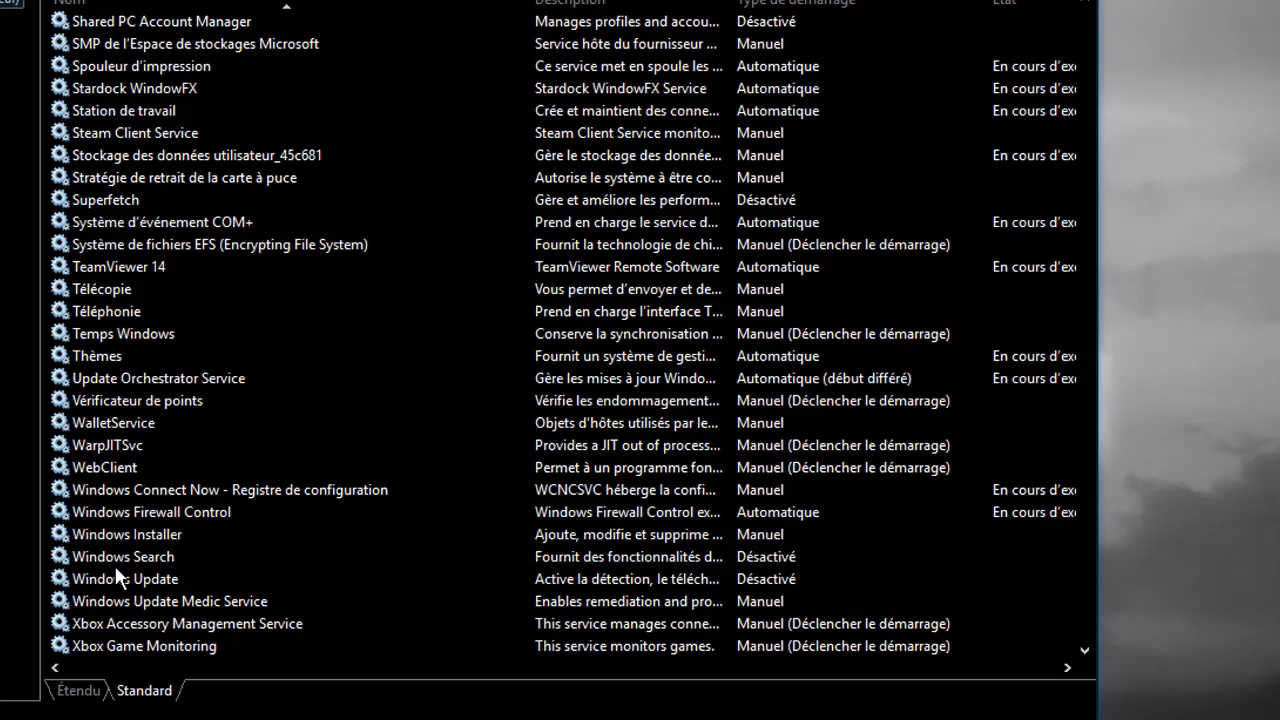 Nom Description Type de démarrage État
Shared PC Account Manager Manages profiles and accou... Désactivé
SMP de l'Espace de stockages Microsoft Service hôte du fournisseur ... Manuel
Spouleur d'impression Ce service met en spoule les ... Automatique En cours d'ex
Stardock WindowFX Stardock WindowFX Service Automatique En cours d'ex
Station de travail Crée et maintient des conne... Automatique En cours d'ex
Steam Client Service Steam Client Service monito... Manuel
Stockage des données utilisateur_45c681 Gère le stockage des donnée... Manuel En cours d'ex
Stratégie de retrait de la carte à puce Autorise le système à être co... Manuel
Superfetch Gère et améliore les perform... Désactivé
Système d'événement COM+ Prend en charge le service d... Automatique En cours d'ex
Système de fichiers EFS (Encrypting File System) Fournit la technologie de chi... Manuel (Déclencher le démarrage)
TeamViewer 14 TeamViewer Remote Software Automatique En cours d'ex
Télécopie Vous permet d'envoyer et de... Manuel
Téléphonie Prend en charge l'interface T... Manuel
Temps Windows Conserve la synchronisation ... Manuel (Déclencher le démarrage)
Thèmes Fournit un système de gesti... Automatique En cours d'ex
Update Orchestrator Service Gère les mises à jour Windo... Automatique (début différé) En cours d'ex
Vérificateur de points Vérifie les endommagement... Manuel (Déclencher le démarrage)
WalletService Objets d'hôtes utilisés par le... Manuel
WarpJITSvc Provides a JIT out of process... Manuel (Déclencher le démarrage)
WebClient Permet à un programme fon... Manuel (Déclencher le démarrage)
Windows Connect Now - Registre de configuration WCNCSVC héberge la confi... Manuel En cours d'ex
Windows Firewall Control Windows Firewall Control ex... Automatique En cours d'ex
Windows Installer Ajoute, modifie et supprime ... Manuel
Windows Search Fournit des fonctionnalités d... Désactivé
Windows Update Active la détection, le téléch... Désactivé
Windows Update Medic Service Enables remediation and pro... Manuel
Xbox Accessory Management Service This service manages conne... Manuel (Déclencher le démarrage)
Xbox Game Monitoring This service monitors games. Manuel (Déclencher le démarrage)
Étendu Standard